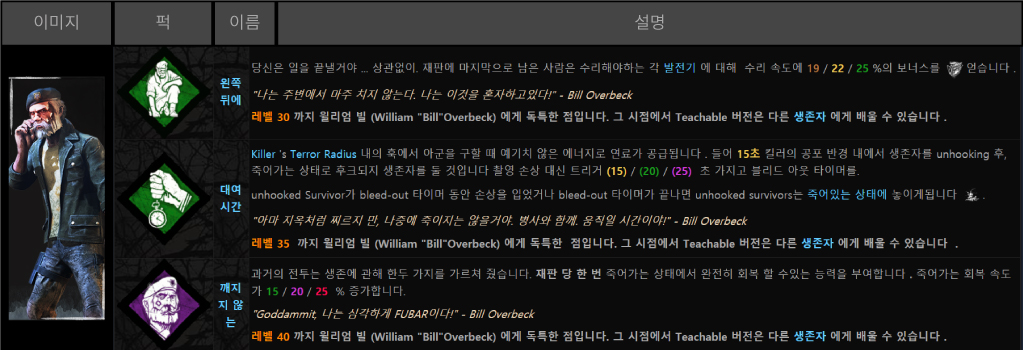 이미지 퍽 이름 설명
왼쪽
뒤에
당신은 일을 끝낼거야 ... 상관없이. 재판에 마지막으로 남은 사람은 수리해야하는 각 발전기 에 대해 수리 속도에 19 / 22 / 25 %의 보너스를 얻습니다 .
"나는 주변에서 마주 치지 않는다. 나는 이것을 혼자하고있다!" - Bill Overbeck
레벨 30 까지 윌리엄 빌 (William "Bill"Overbeck) 에게 독특한 점입니다. 그 시점에서 Teachable 버전은 다른 생존자 에게 배울 수 있습니다 .
대여
시간
Killer 's Terror Radius 내의 훅에서 아군을 구할 때 예기치 않은 에너지로 연료가 공급됩니다 . 들어 15초 킬러의 공포 반경 내에서 생존자를 unhooking 후,
죽어가는 상태로 후크되지 생존자를 둘 것입니다 촬영 손상 대신 트리거 (15) / (20) / (25) 초 가지고 블리드 아웃 타이머를.
unhooked Survivor가 bleed-out 타이머 동안 손상을 입었거나 bleed-out 타이머가 끝나면 unhooked survivors는 죽어있는 상태에 놓이게됩니다 .
"아마 지옥처럼 찌르지 만, 나중에 죽이지는 않을거야. 병사와 함께. 움직일 시간이야!" - Bill Overbeck
레벨 35 까지 윌리엄 빌 (William "Bill"Overbeck) 에게 독특한 점입니다. 그 시점에서 Teachable 버전은 다른 생존자 에게 배울 수 있습니다 .
깨지
지 않
는
과거의 전투는 생존에 관해 한두 가지를 가르쳐 줬습니다. 재판 당 한 번 죽어가는 상태에서 완전히 회복 할 수있는 능력을 부여합니다 . 죽어가는 회복 속도
가 15 / 20 / 25 % 증가합니다.
"Goddammit, 나는 심각하게 FUBAR이다!" - Bill Overbeck
레벨 40 까지 윌리엄 빌 (William "Bill"Overbeck) 에게 독특한 점입니다. 그 시점에서 Teachable 버전은 다른 생존자 에게 배울 수 있습니다 .